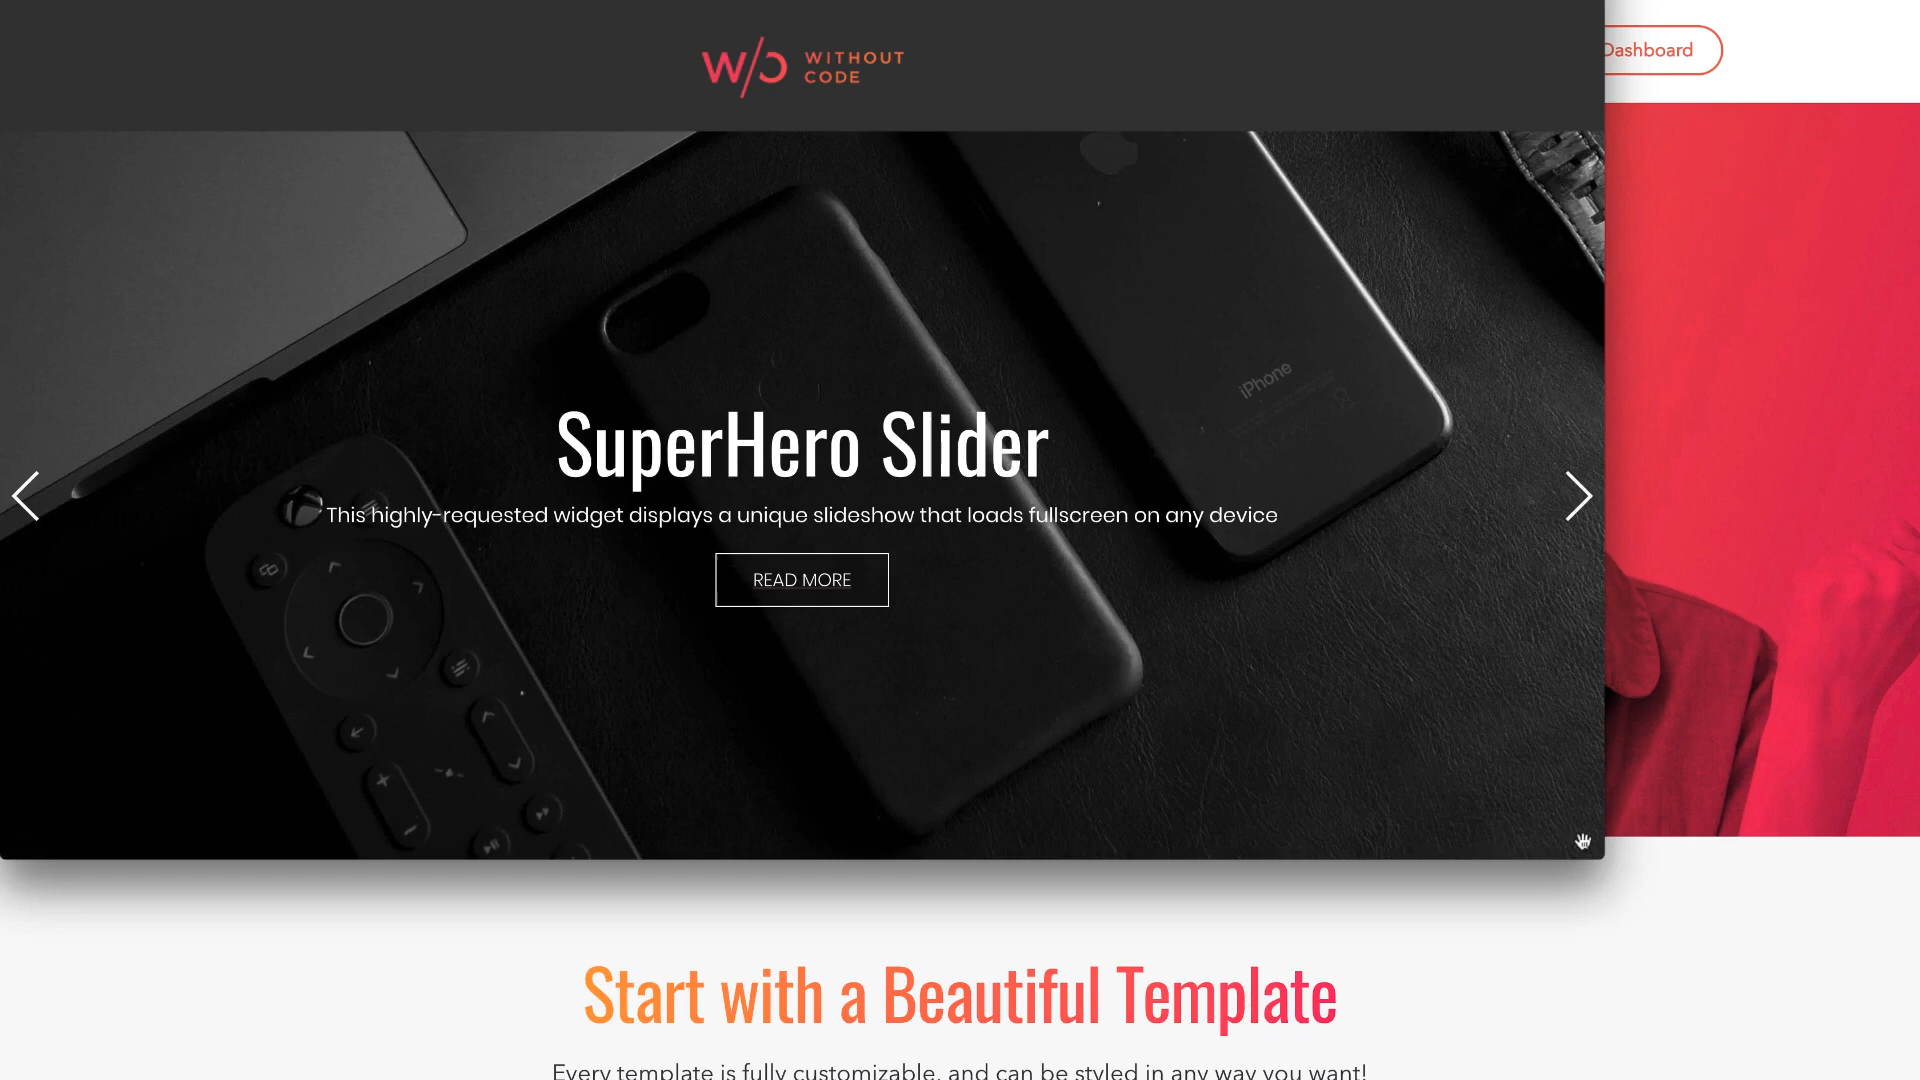 W/C WITHOUT
CODE
Dashboard
iPhone
SuperHero Slider
This highly-requested widget displays a unique slideshow that loads fullscreen on any device
READ MORE
Start with a Beautiful Template
Every template is fully customizable, and can be styled in any way you want!